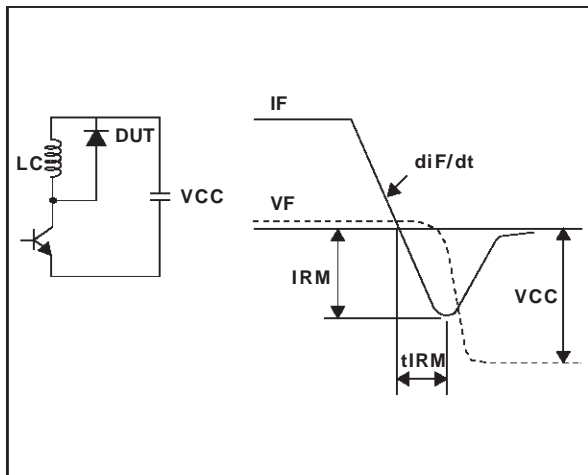 DUT
LC
VCC
IF
diF/dt
VF
IRM
VCC
tIRM